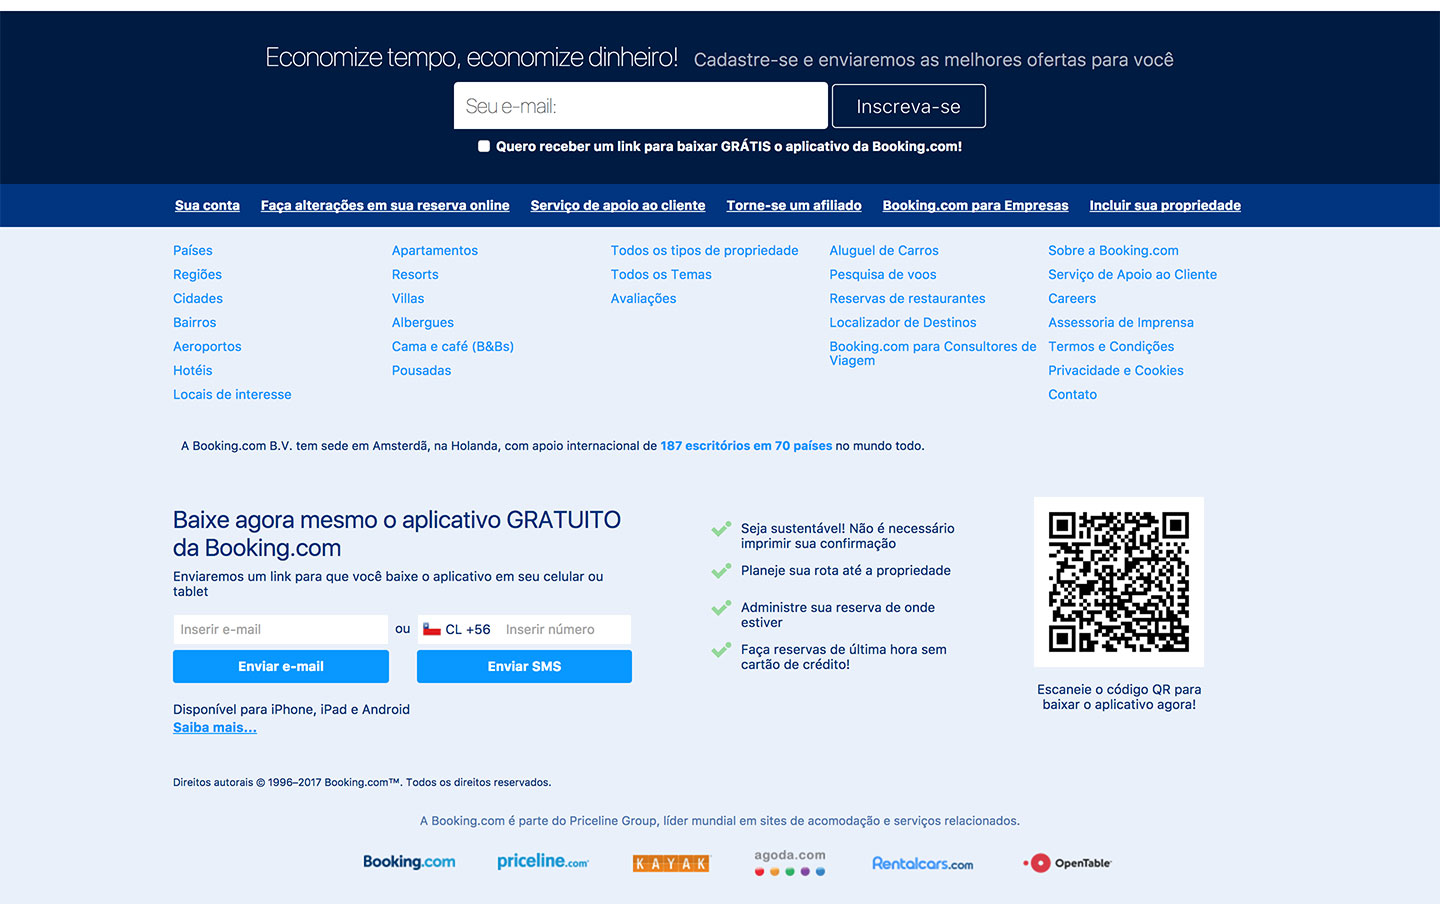 Economize tempo, economize dinheiro! Cadastre-se e enviaremos as melhores ofertas para você
Seu e-mail:
Inscreva-se
Quero receber um link para baixar GRÁTIS o aplicativo da Booking.com!
Sua conta Faça alterações em sua reserva online Serviço de apoio ao cliente Torne-se um afiliado Booking.com para Empresas Incluir sua propriedade
Países
Regiões
Cidades
Bairros
Aeroportos
Hotéis
Locais de interesse
Apartamentos
Resorts
Villas
Albergues
Cama e café (B&Bs)
Pousadas
Todos os tipos de propriedade
Todos os Temas
Avaliações
Aluguel de Carros
Pesquisa de voos
Reservas de restaurantes
Localizador de Destinos
Booking.com para Consultores de
Viagem
Sobre a Booking.com
Serviço de Apoio ao Cliente
Careers
Assessoria de Imprensa
Termos e Condições
Privacidade e Cookies
Contato
A Booking.com B.V. tem sede em Amsterdã, na Holanda, com apoio internacional de 187 escritórios em 70 países no mundo todo.
Baixe agora mesmo o aplicativo GRATUITO
da Booking.com
Enviaremos um link para que você baixe o aplicativo em seu celular ou
tablet
Inserir e-mail ou CL +56 Inserir número
Enviar e-mail Enviar SMS
Disponível para iPhone, iPad e Android
Saiba mais...
Seja sustentável! Não é necessário
imprimir sua confirmação
Planeje sua rota até a propriedade
Administre sua reserva de onde
estiver
Faça reservas de última hora sem
cartão de crédito!
Escaneie o código QR para
baixar o aplicativo agora!
Direitos autorais © 1996–2017 Booking.com™. Todos os direitos reservados.
A Booking.com é parte do Priceline Group, líder mundial em sites de acomodação e serviços relacionados.
Booking.com priceline.com KAYAK agoda.com Rentalcars.com OpenTable